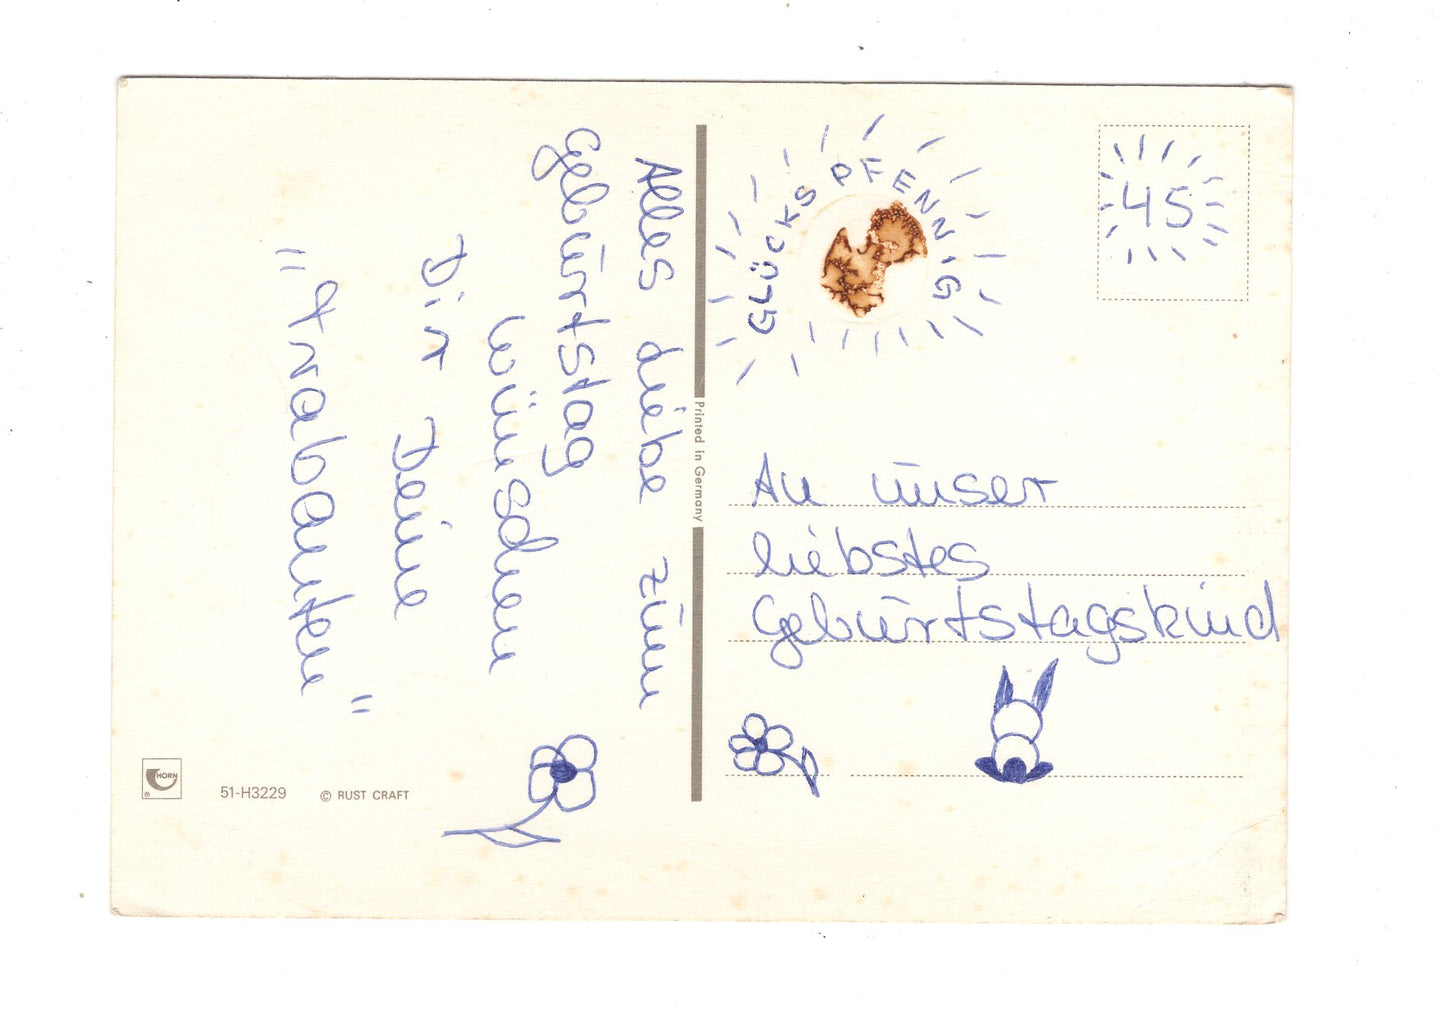 Alles Liebe zum
Geburtstag
wünschen
Dir Deine
"Trabanten"
HORN
51-H3229 © RUST CRAFT
Printed in Germany
GLÜCKSPFENNIG
45
An unser
liebstes
Geburtstagskind